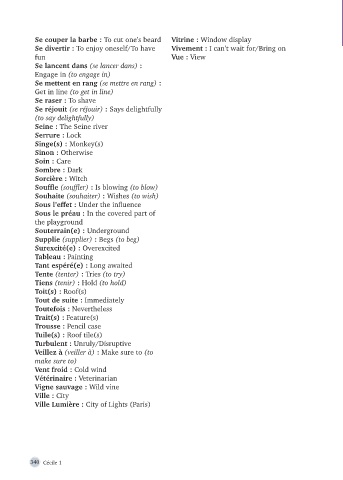 Se couper la barbe : To cut one's beard
Se divertir : To enjoy oneself/To have
fun
Se lancent dans (se lancer dans) :
Engage in (to engage in)
Se mettent en rang (se mettre en rang) :
Get in line (to get in line)
Se raser : To shave
Se réjouit (se réjouir) : Says delightfully
(to say delightfully)
Seine : The Seine river
Serrure : Lock
Singe(s) : Monkey(s)
Sinon : Otherwise
Soin : Care
Sombre : Dark
Sorcière : Witch
Souffle (souffler) : Is blowing (to blow)
Souhaite (souhaiter) : Wishes (to wish)
Sous l'effet : Under the influence
Sous le préau : In the covered part of
the playground
Souterrain(e) : Underground
Supplie (supplier) : Begs (to beg)
Surexcité(e) : Overexcited
Tableau : Painting
Tant espéré(e) : Long awaited
Tente (tenter) : Tries (to try)
Tiens (tenir) : Hold (to hold)
Toit(s) : Roof(s)
Tout de suite : Immediately
Toutefois : Nevertheless
Trait(s) : Feature(s)
Trousse : Pencil case
Tuile(s) : Roof tile(s)
Turbulent : Unruly/Disruptive
Veillez à (veiller à) : Make sure to (to
make sure to)
Vent froid : Cold wind
Vétérinaire : Veterinarian
Vigne sauvage : Wild vine
Ville : City
Ville Lumière : City of Lights (Paris)
Vitrine : Window display
Vivement : I can't wait for/Bring on
Vue : View
340 Cécile 1